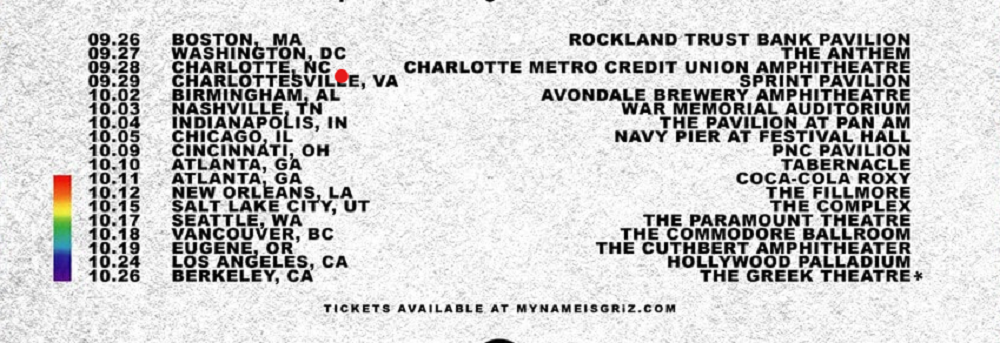 09.26 BOSTON, MA ROCKLAND TRUST BANK PAVILION
09.27 WASHINGTON, DC THE ANTHEM
09.28 CHARLOTTE, NC CHARLOTTE METRO CREDIT UNION AMPHITHEATRE
09.29 CHARLOTTESVILLE, VA SPRINT PAVILION
10.02 BIRMINGHAM, AL AVONDALE BREWERY AMPHITHEATRE
10.03 NASHVILLE, TN WAR MEMORIAL AUDITORIUM
10.04 INDIANAPOLIS, IN THE PAVILION AT PAN AM
10.05 CHICAGO, IL NAVY PIER AT FESTIVAL HALL
10.09 CINCINNATI, OH PNC PAVILION
10.10 ATLANTA, GA TABERNACLE
10.11 ATLANTA, GA COCA-COLA ROXY
10.12 NEW ORLEANS, LA THE FILLMORE
10.15 SALT LAKE CITY, UT THE COMPLEX
10.17 SEATTLE, WA THE PARAMOUNT THEATRE
10.18 VANCOUVER, BC THE COMMODORE BALLROOM
10.19 EUGENE, OR THE CUTHBERT AMPHITHEATER
10.24 LOS ANGELES, CA HOLLYWOOD PALLADIUM
10.26 BERKELEY, CA THE GREEK THEATRE*
TICKETS AVAILABLE AT MYNAMEISGRIZ.COM